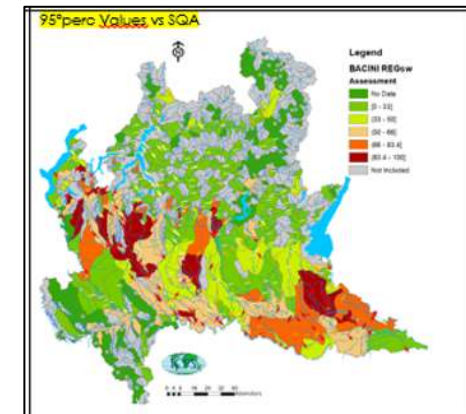 95°perc Values vs SQA
N
Legend
BACINI REGsw
Assessment
No Data
[0 - 33]
(33 - 50]
(50 - 66]
(66 - 83.4]
(83.4 - 100]
Not Included
Kilometers